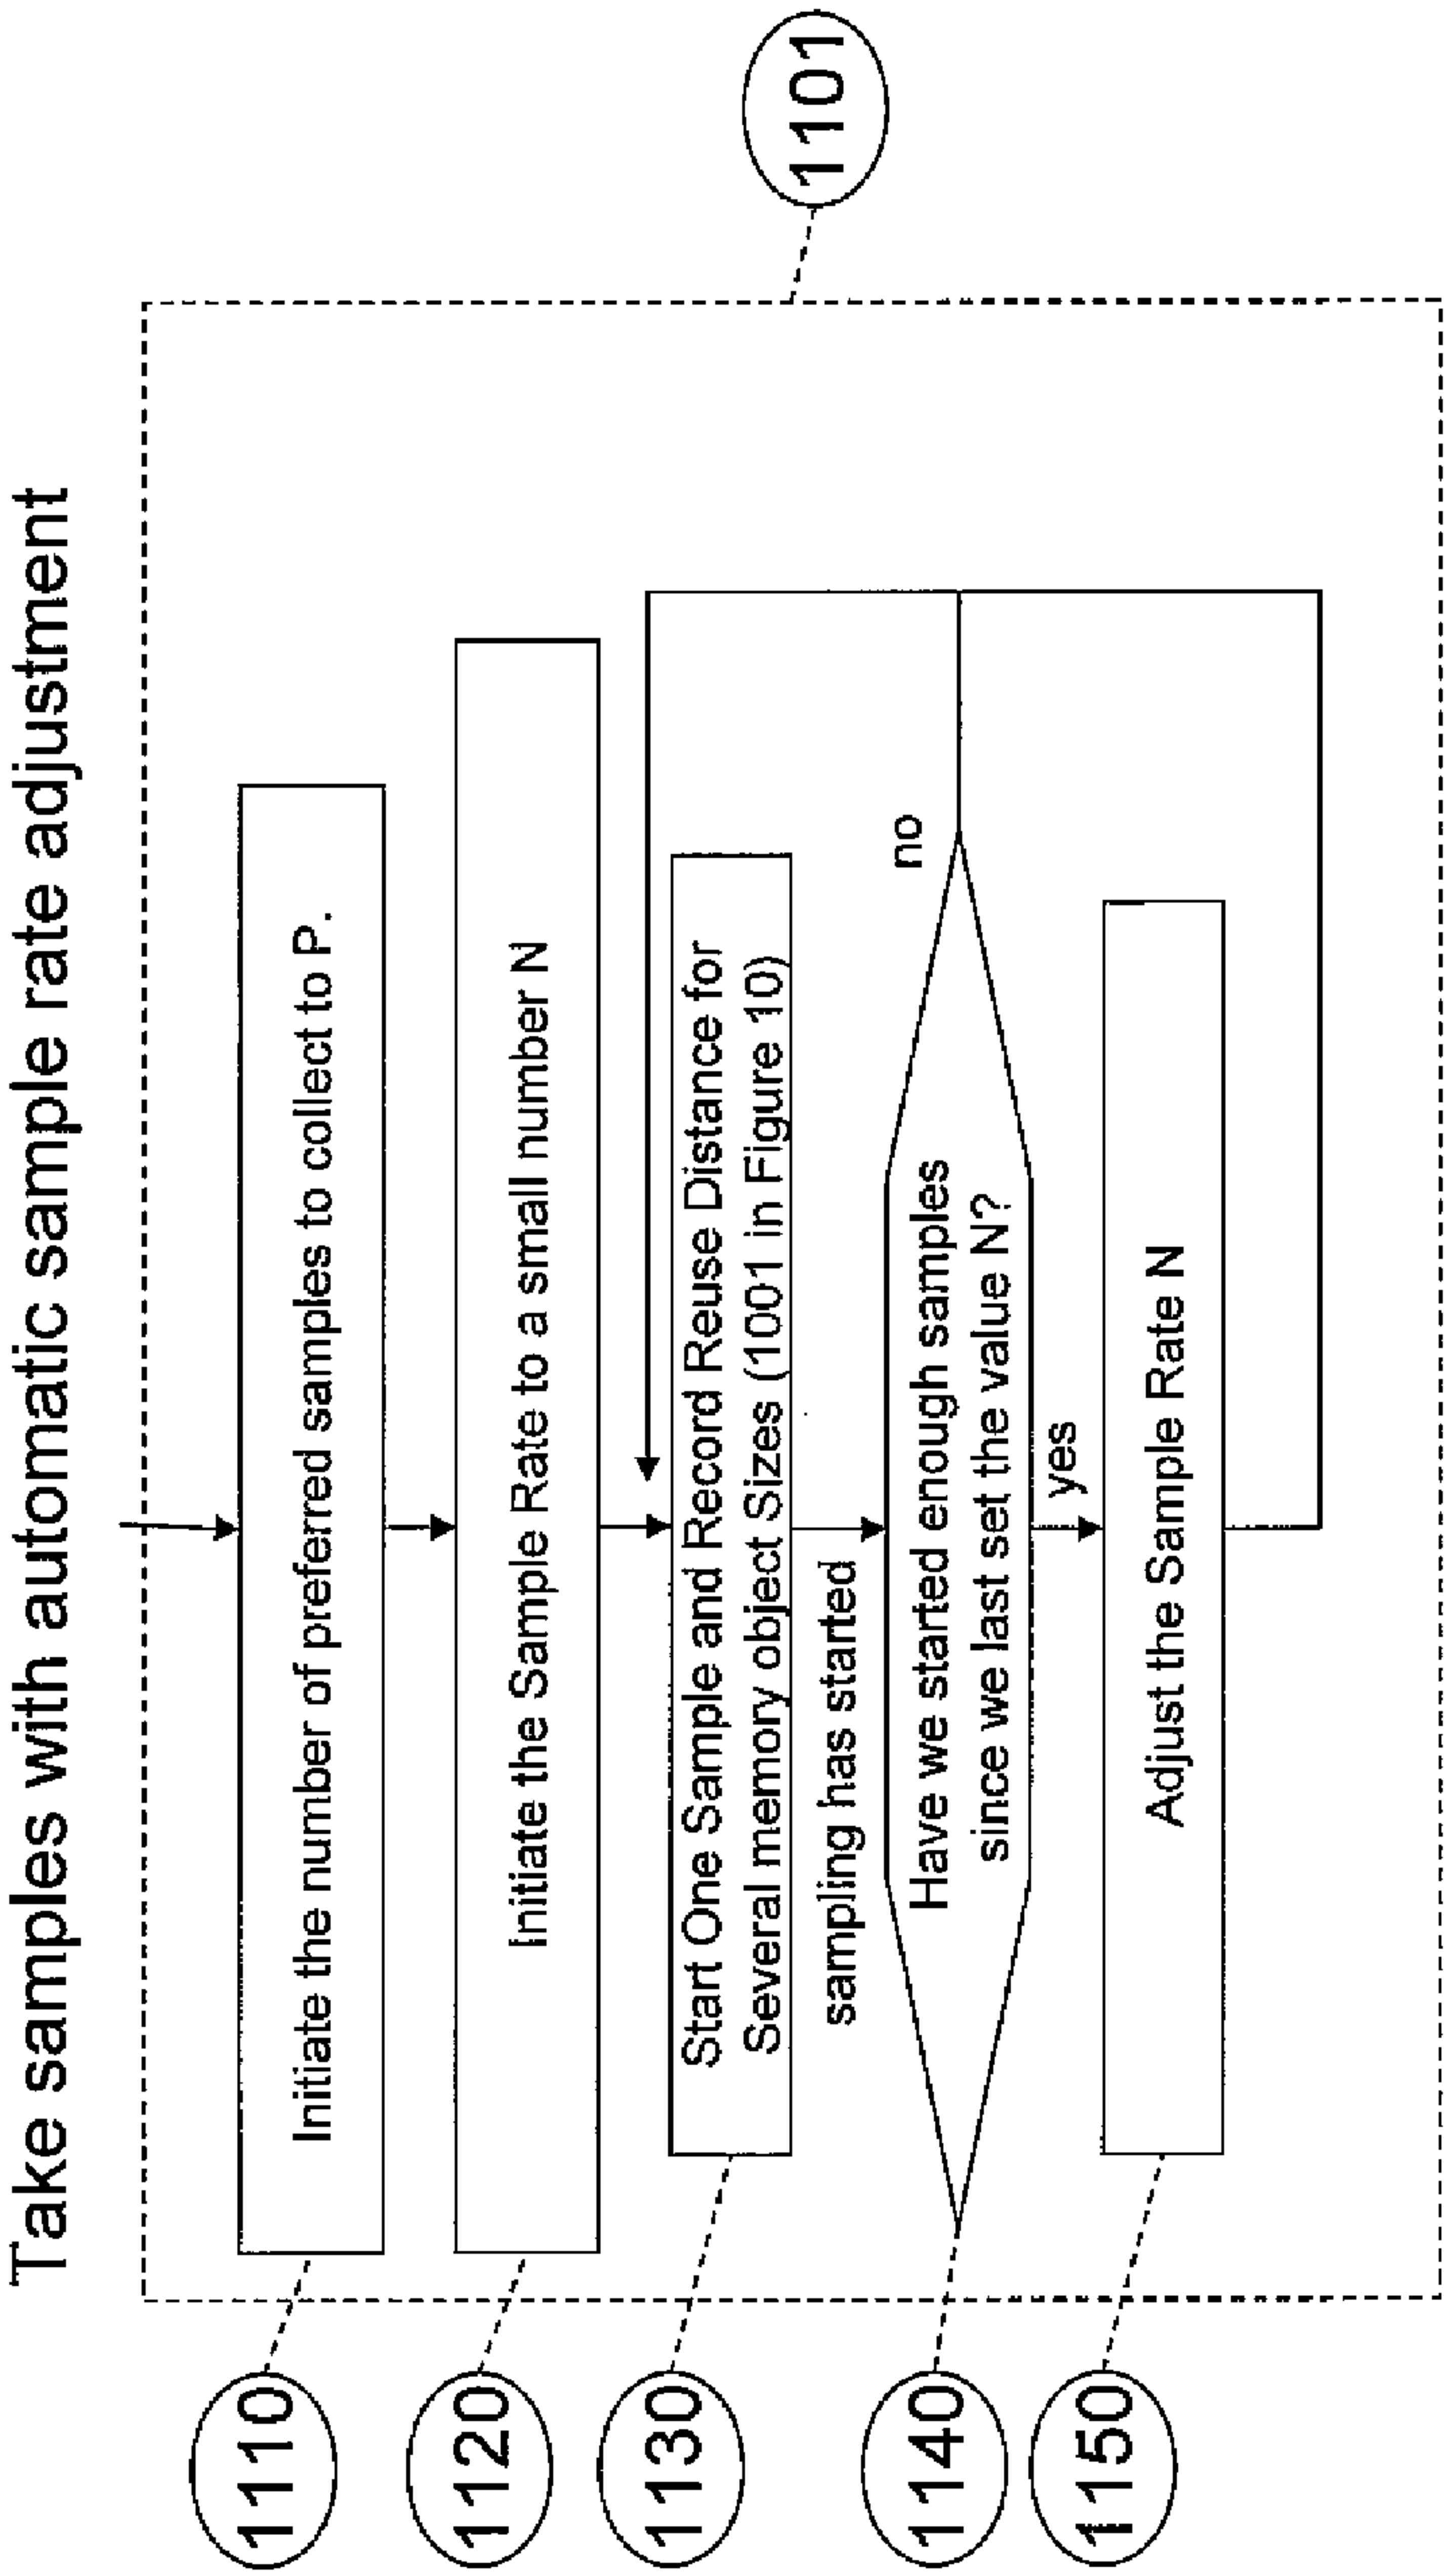 Take samples with automatic sample rate adjustment
1101
1110
Initiate the number of preferred samples to collect to P.
1120
Initiate the Sample Rate to a small number N
1130
Start One Sample and Record Reuse Distance for
Several memory object Sizes (1001 in Figure 10)
sampling has started
1140
Have we started enough samples
since we last set the value N?
no
yes
1150
Adjust the Sample Rate N